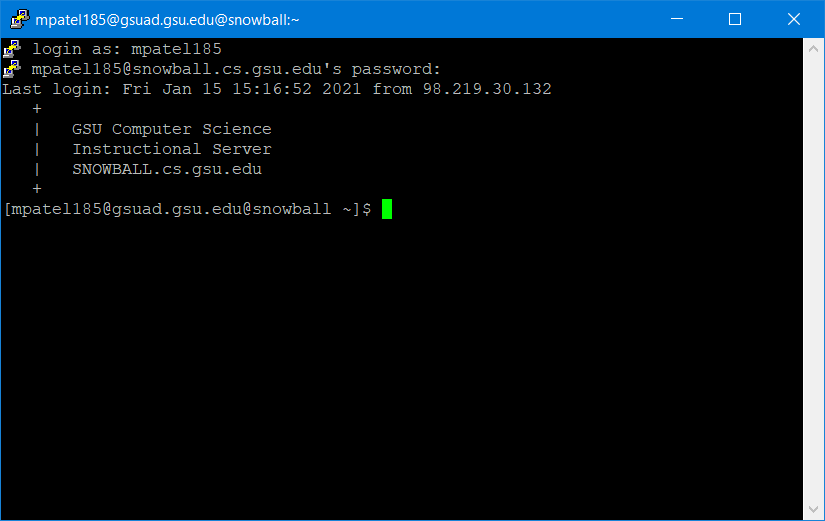 mpatel185@gsuad.gsu.edu@snowball:~
login as: mpatel185
mpatel185@snowball.cs.gsu.edu's password:
Last login: Fri Jan 15 15:16:52 2021 from 98.219.30.132
+
|   GSU Computer Science
|   Instructional Server
|   SNOWBALL.cs.gsu.edu
+
[mpatel185@gsuad.gsu.edu@snowball ~]$